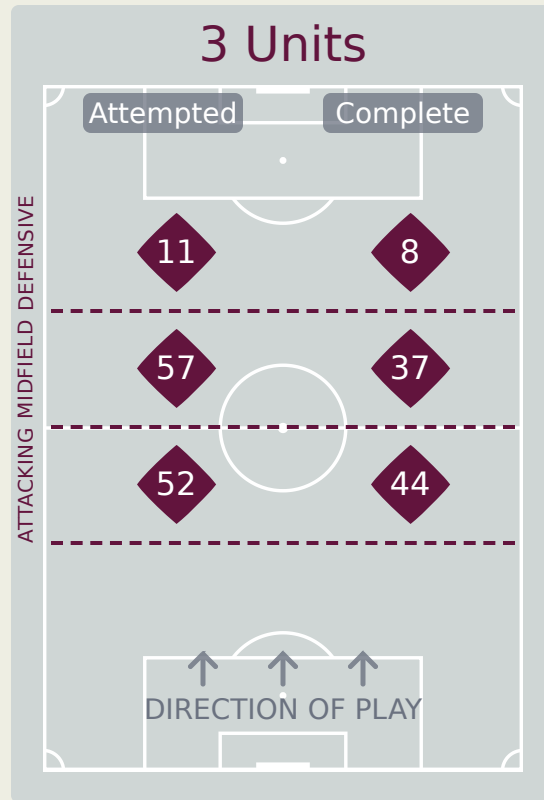 3 Units
Attempted
Complete
ATTACKING MIDFIELD DEFENSIVE
11
8
57
37
52
44
DIRECTION OF PLAY